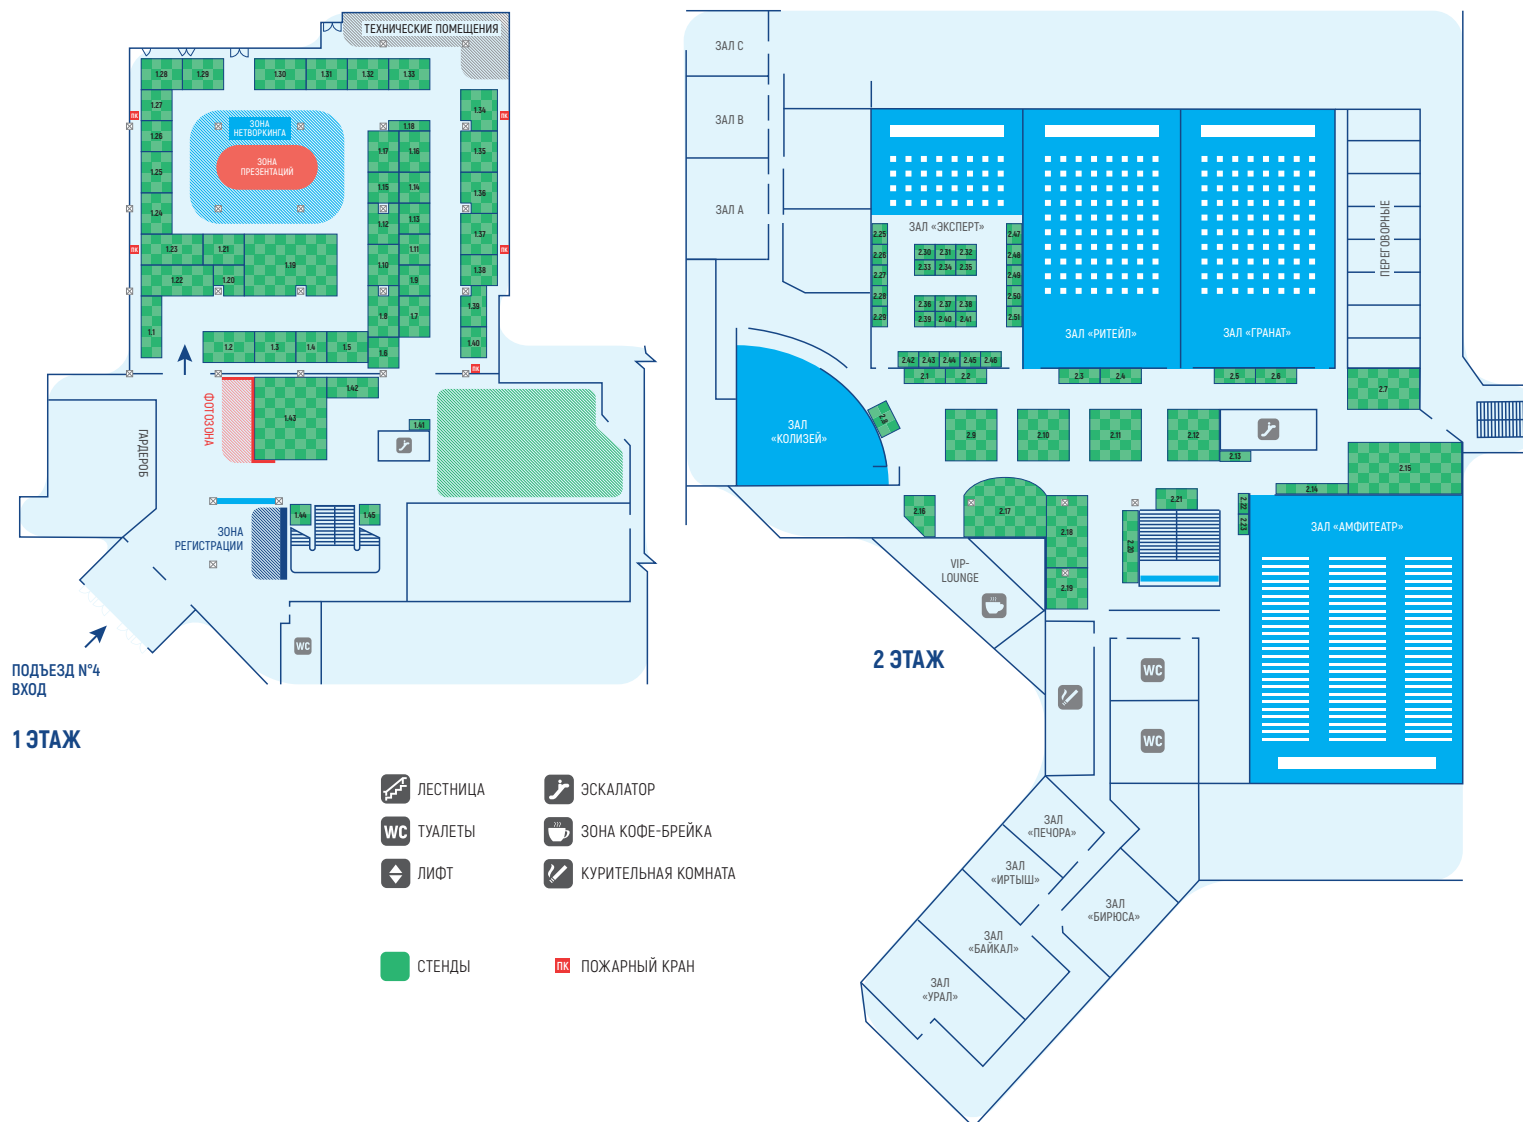 ТЕХНИЧЕСКИЕ ПОМЕЩЕНИЯ
1.28
1.29
1.30
1.31
1.32
1.33
1.27
ПК
1.26
1.25
1.24
ЗОНА
НЕТВОРКИНГА
ЗОНА
ПРЕЗЕНТАЦИЙ
1.18
1.17
1.16
1.15
1.14
1.12
1.13
1.11
1.10
1.9
1.8
1.7
1.6
1.34
ПК
1.35
1.36
1.37
ПК
1.38
1.39
1.40
ПК
ПК
1.23
1.21
1.19
1.22
1.20
1.1
1.2
1.3
1.4
1.5
ФОТОЗОНА
1.43
1.42
1.41
ГАРДЕРОБ
ЗОНА
РЕГИСТРАЦИИ
1.44
1.45
WC
ПОДЪЕЗД №4
ВХОД
1 ЭТАЖ
ЗАЛ С
ЗАЛ В
ЗАЛ А
ЗАЛ «ЭКСПЕРТ»
2.25
2.26
2.27
2.28
2.29
2.30
2.31
2.32
2.33
2.34
2.35
2.36
2.37
2.38
2.39
2.40
2.41
2.47
2.48
2.49
2.50
2.51
2.42
2.43
2.44
2.45
2.46
ЗАЛ «РИТЕЙЛ»
ЗАЛ «ГРАНАТ»
ПЕРЕГОВОРНЫЕ
2.1
2.2
2.3
2.4
2.5
2.6
2.7
ЗАЛ
«КОЛИЗЕЙ»
2.8
2.9
2.10
2.11
2.12
2.13
2.14
2.15
2.16
2.17
2.18
2.19
2.20
2.21
2.22
2.23
ЗАЛ «АМФИТЕАТР»
VIP-
LOUNGE
2 ЭТАЖ
WC
WC
ЗАЛ
«ПЕЧОРА»
ЗАЛ
«ИРТЫШ»
ЗАЛ
«БИРЮСА»
ЗАЛ
«БАЙКАЛ»
ЗАЛ
«УРАЛ»
ЛЕСТНИЦА
ЭСКАЛАТОР
WC ТУАЛЕТЫ
ЗОНА КОФЕ-БРЕЙКА
ЛИФТ
КУРИТЕЛЬНАЯ КОМНАТА
СТЕНДЫ
ПК ПОЖАРНЫЙ КРАН